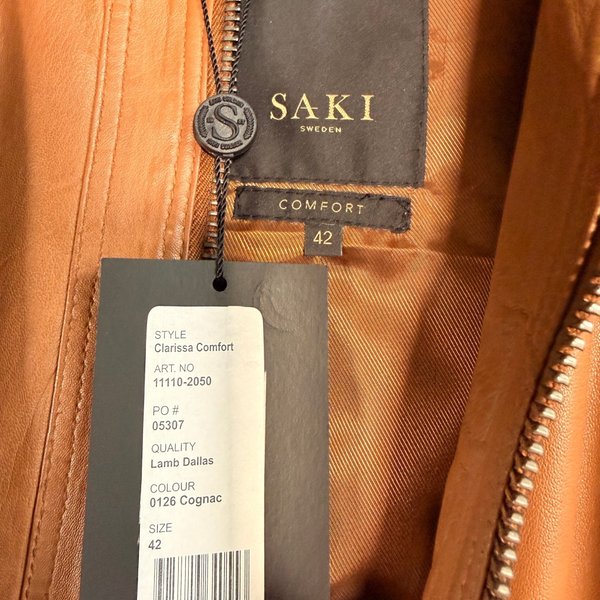 SAKI
SWEDEN
COMFORT
42
S
STYLE
Clarissa Comfort
ART. NO
11110-2050
PO #
05307
QUALITY
Lamb Dallas
COLOUR
0126 Cognac
SIZE
42